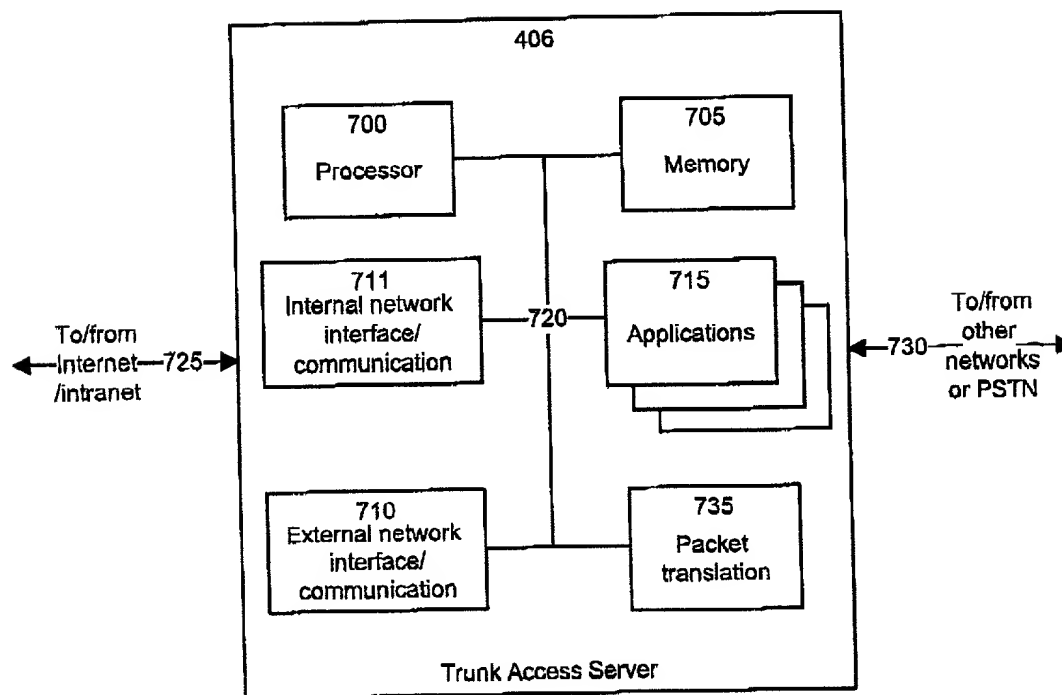 406
700
Processor
705
Memory
711
Internal network
interface/
communication
720
715
Applications
To/from
Internet
/intranet
725
730
To/from
other
networks
or PSTN
710
External network
interface/
communication
735
Packet
translation
Trunk Access Server